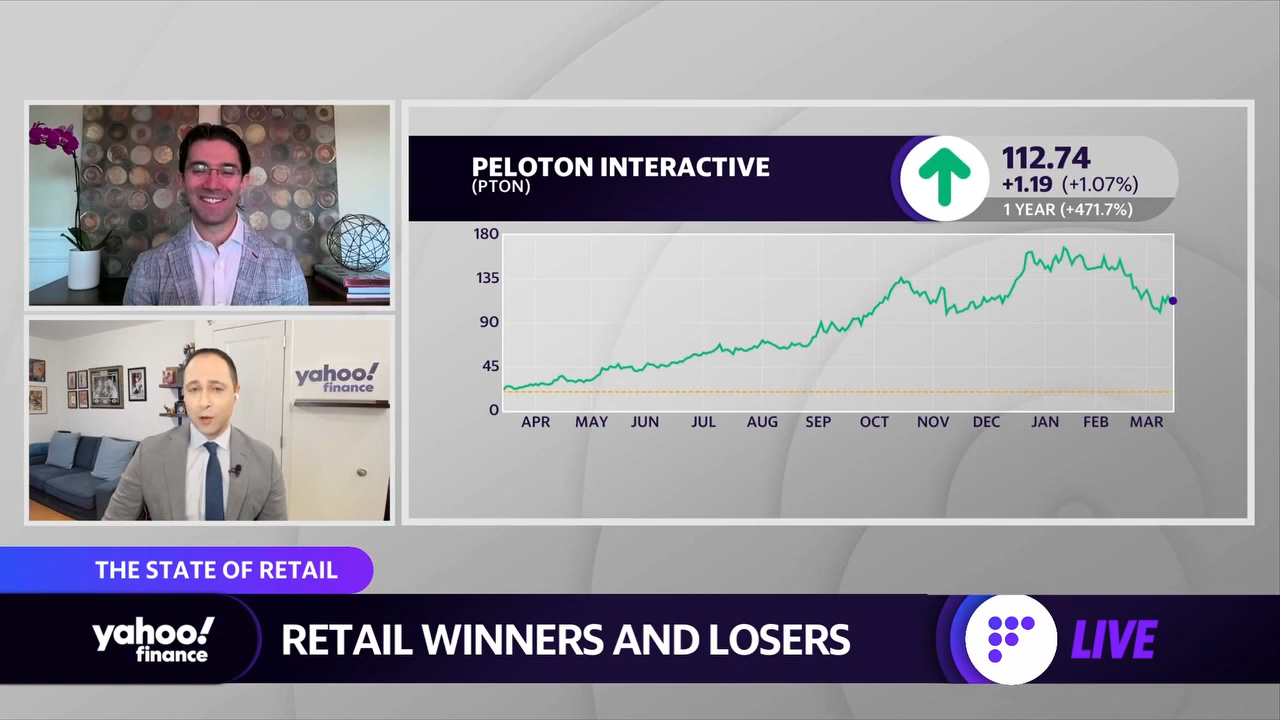 PELOTON INTERACTIVE
(PTON)
112.74
+1.19 (+1.07%)
1 YEAR (+471.7%)
180
135
90
45
0
APR MAY JUN JUL AUG SEP OCT NOV DEC JAN FEB MAR
yahoo!
finance
THE STATE OF RETAIL
yahoo!
finance
RETAIL WINNERS AND LOSERS
LIVE